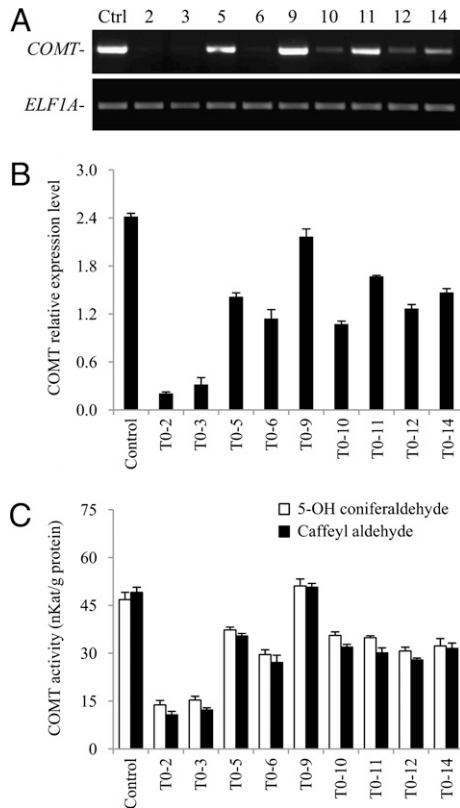 A
Ctrl 2 3 5 6 9 10 11 12 14
COMT-
ELF1A-
B
COMT relative expression level
3.0
2.4
1.8
1.2
0.6
0.0
Control T0-2 T0-3 T0-5 T0-6 T0-9 T0-10 T0-11 T0-12 T0-14
C
COMT activity (nKat/g protein)
75
60
45
30
15
0
5-OH coniferaldehyde
Caffeyl aldehyde
Control T0-2 T0-3 T0-5 T0-6 T0-9 T0-10 T0-11 T0-12 T0-14